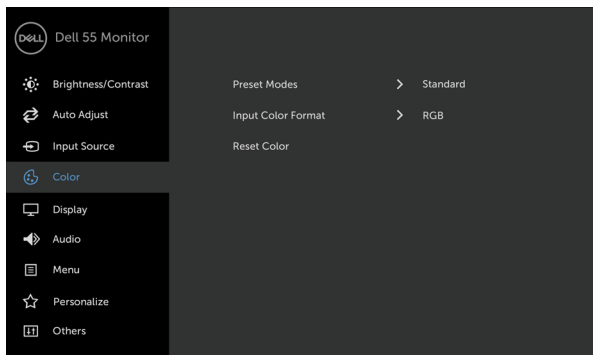 DELL Dell 55 Monitor
Brightness/Contrast
Auto Adjust
Input Source
Color
Display
Audio
Menu
Personalize
Others
Preset Modes > Standard
Input Color Format > RGB
Reset Color